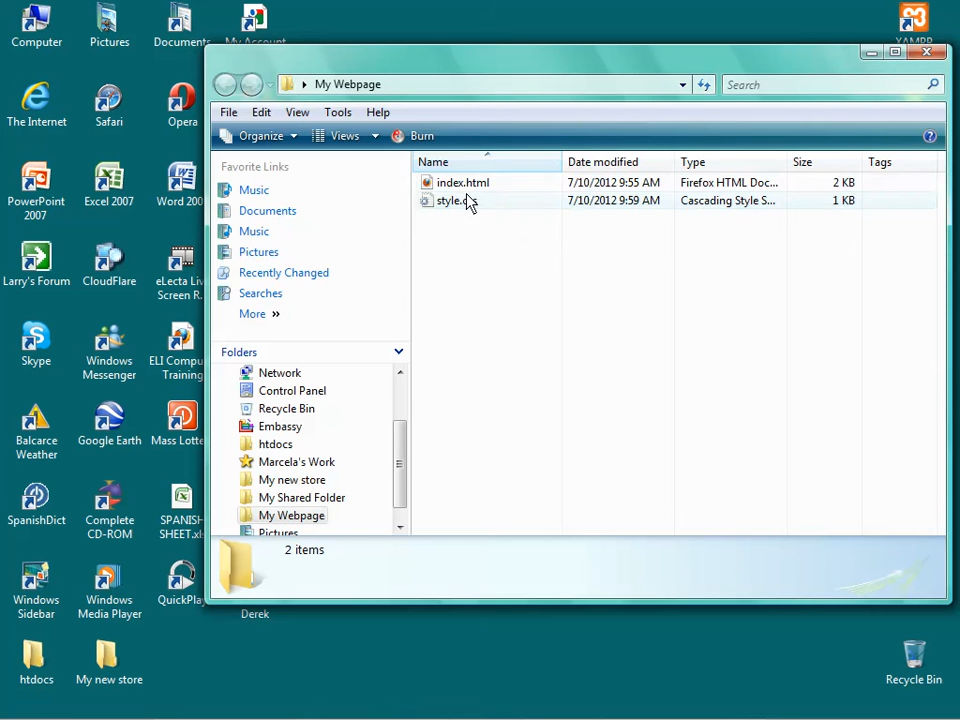 Computer
Pictures
Documents
My Account
XAMPP
My Webpage
Search
File Edit View Tools Help
The Internet
Safari
Opera
Organize Views Burn
Favorite Links
Music
Documents
Music
Pictures
Recently Changed
Searches
More »
Name Date modified Type Size Tags
index.html 7/10/2012 9:55 AM Firefox HTML Doc... 2 KB
7/10/2012 9:59 AM Cascading Style S... 1 KB
PowerPoint
2007
Excel 2007
Word 200
Larry's Forum
CloudFlare
eLecta Liv
Screen R.
Skype
Windows
Messenger
ELI Compu
Training
Folders
Network
Control Panel
Recycle Bin
Embassy
htdocs
Marcela's Work
My new store
My Shared Folder
My Webpage
Pictures
Balcarce
Weather
Google Earth
Mass Lotte
SpanishDict
Complete
CD-ROM
SPANISH
SHEET.xls
2 items
Windows
Sidebar
Windows
Media Player
QuickPlay
Derek
htdocs
My new store
Recycle Bin